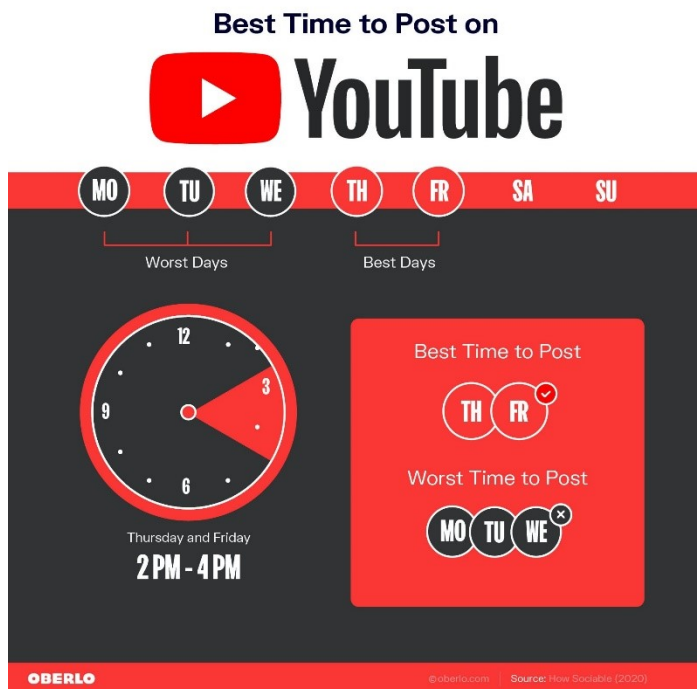 Best Time to Post on
YouTube
MO TU WE TH FR SA SU
Worst Days Best Days
12
3
9
6
Thursday and Friday
2 PM - 4 PM
Best Time to Post
TH FR
Worst Time to Post
MO TU WE
OBERLO
@oberlo.com Source: How Sociable (2020)